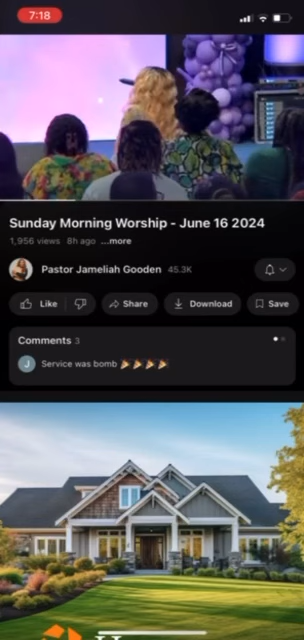 7:18
Sunday Morning Worship - June 16 2024
1,956 views 8h ago ...more
Pastor Jameliah Gooden 45.3K
Like Share Download Save
Comments 3
J Service was bomb 🎉🎉🎉🎉